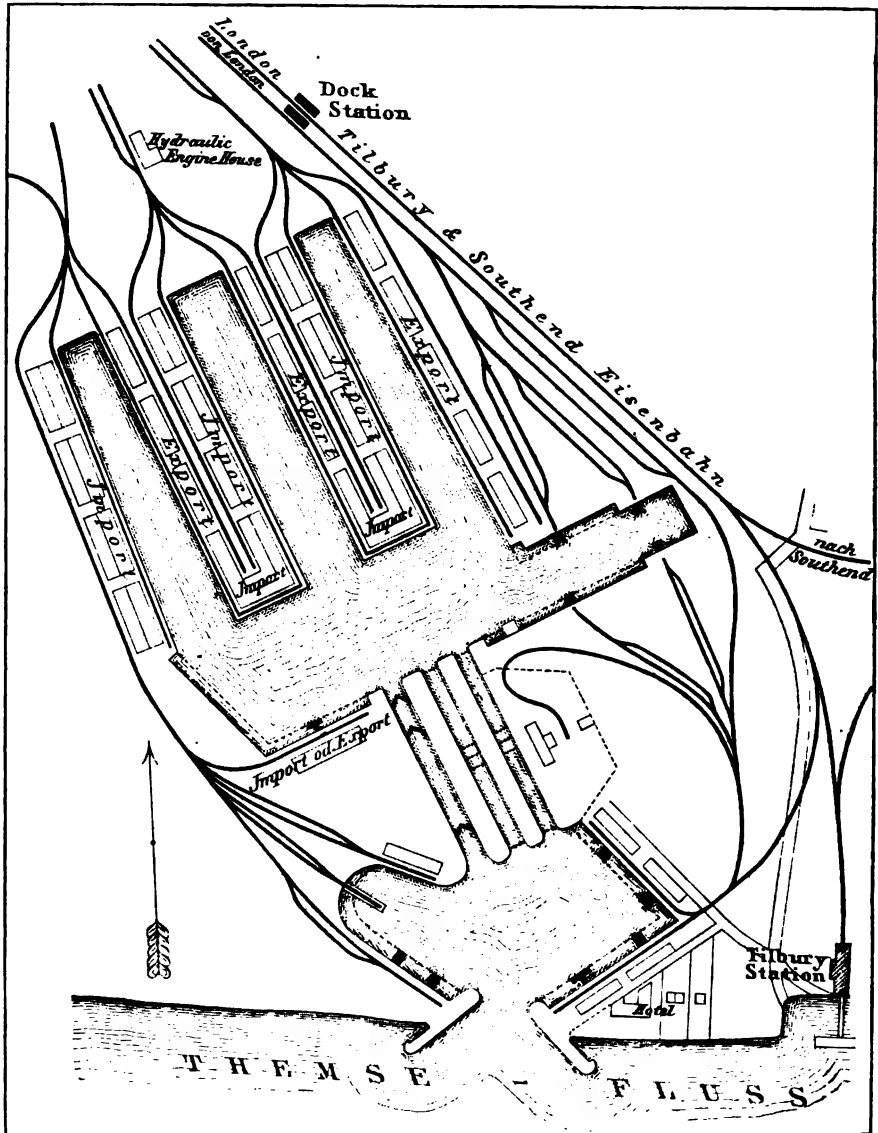 London
von London
Dock
Station
Tilbury & Southend Eisenbahn
Hydraulic
Engine House
Export
Import
Export
Import
Export
Import
Import
Import
nach
Southend
Import od. Export
Tilbury
Station
Hotel
THEMSE - FLUSS